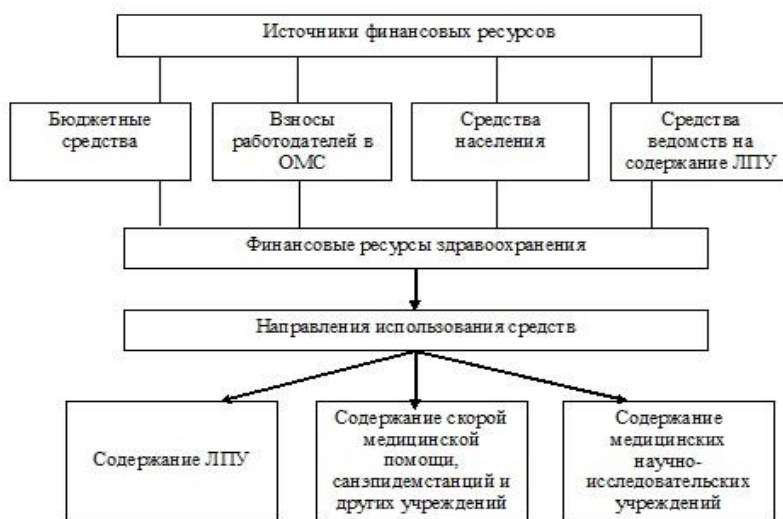 Источники финансовых ресурсов
Бюджетные
средства
Взносы
работодателей в
ОМС
Средства
населения
Средства
ведомств на
содержание ЛПУ
Финансовые ресурсы здравоохранения
Направления использования средств
Содержание ЛПУ
Содержание скорой
медицинской
помощи,
санэпидемстанций и
других учреждений
Содержание
медицинских
научно-
исследовательских
учреждений